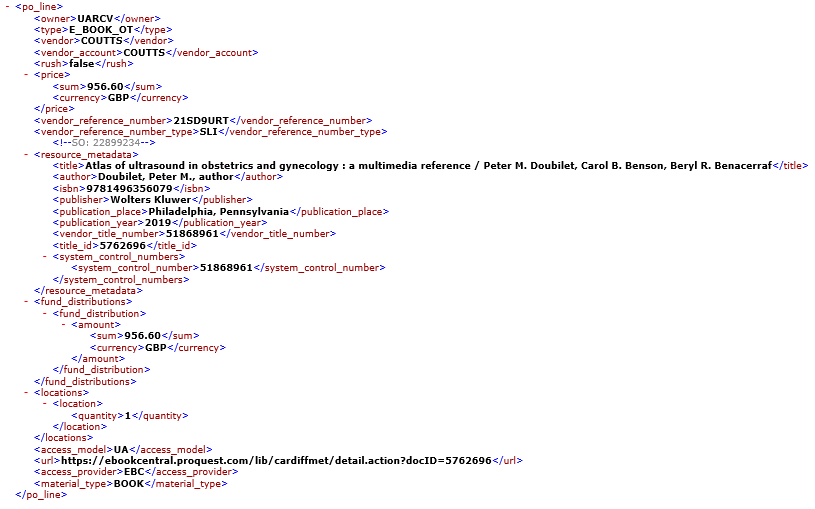 - <po_line>
<owner>UARCV</owner>
<type>E_BOOK_OT</type>
<vendor>COUTTS</vendor>
<vendor_account>COUTTS</vendor_account>
<rush>false</rush>
- <price>
<sum>956.60</sum>
<currency>GBP</currency>
</price>
<vendor_reference_number>21SD9URT</vendor_reference_number>
<vendor_reference_number_type>SLI</vendor_reference_number_type>
<!--SO: 22899234-->
- <resource_metadata>
<title>Atlas of ultrasound in obstetrics and gynecology : a multimedia reference / Peter M. Doubilet, Carol B. Benson, Beryl R. Benacerraf</title>
<author>Doubilet, Peter M., author</author>
<isbn>9781496356079</isbn>
<publisher>Wolters Kluwer</publisher>
<publication_place>Philadelphia, Pennsylvania</publication_place>
<publication_year>2019</publication_year>
<vendor_title_number>51868961</vendor_title_number>
<title_id>5762696</title_id>
- <system_control_numbers>
<system_control_number>51868961</system_control_number>
</system_control_numbers>
</resource_metadata>
- <fund_distributions>
- <fund_distribution>
- <amount>
<sum>956.60</sum>
<currency>GBP</currency>
</amount>
</fund_distribution>
</fund_distributions>
- <locations>
- <location>
<quantity>1</quantity>
</location>
</locations>
<access_model>UA</access_model>
<url>https://ebookcentral.proquest.com/lib/cardiffmet/detail.action?docID=5762696</url>
<access_provider>EBC</access_provider>
<material_type>BOOK</material_type>
</po_line>